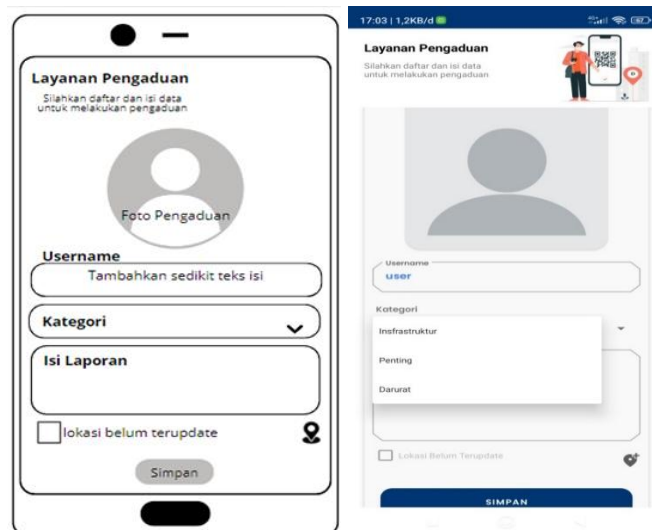 Layanan Pengaduan
Silahkan daftar dan isi data
untuk melakukan pengaduan
Foto Pengaduan
Username
Tambahkan sedikit teks isi
Kategori
Isi Laporan
lokasi belum terupdate
Simpan
17:03 | 1,2KB/d
Layanan Pengaduan
Silahkan daftar dan isi data
untuk melakukan pengaduan
Username
user
Kategori
Insfrastruktur
Penting
Darurat
Lokasi Belum Terupdate
SIMPAN